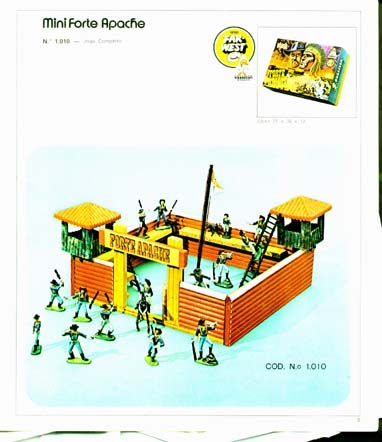 Mini Forte Apache
N.º 1.010 — Jogo Completo
FAR
WEST
FORTE APACHE
COD. N.o 1.010